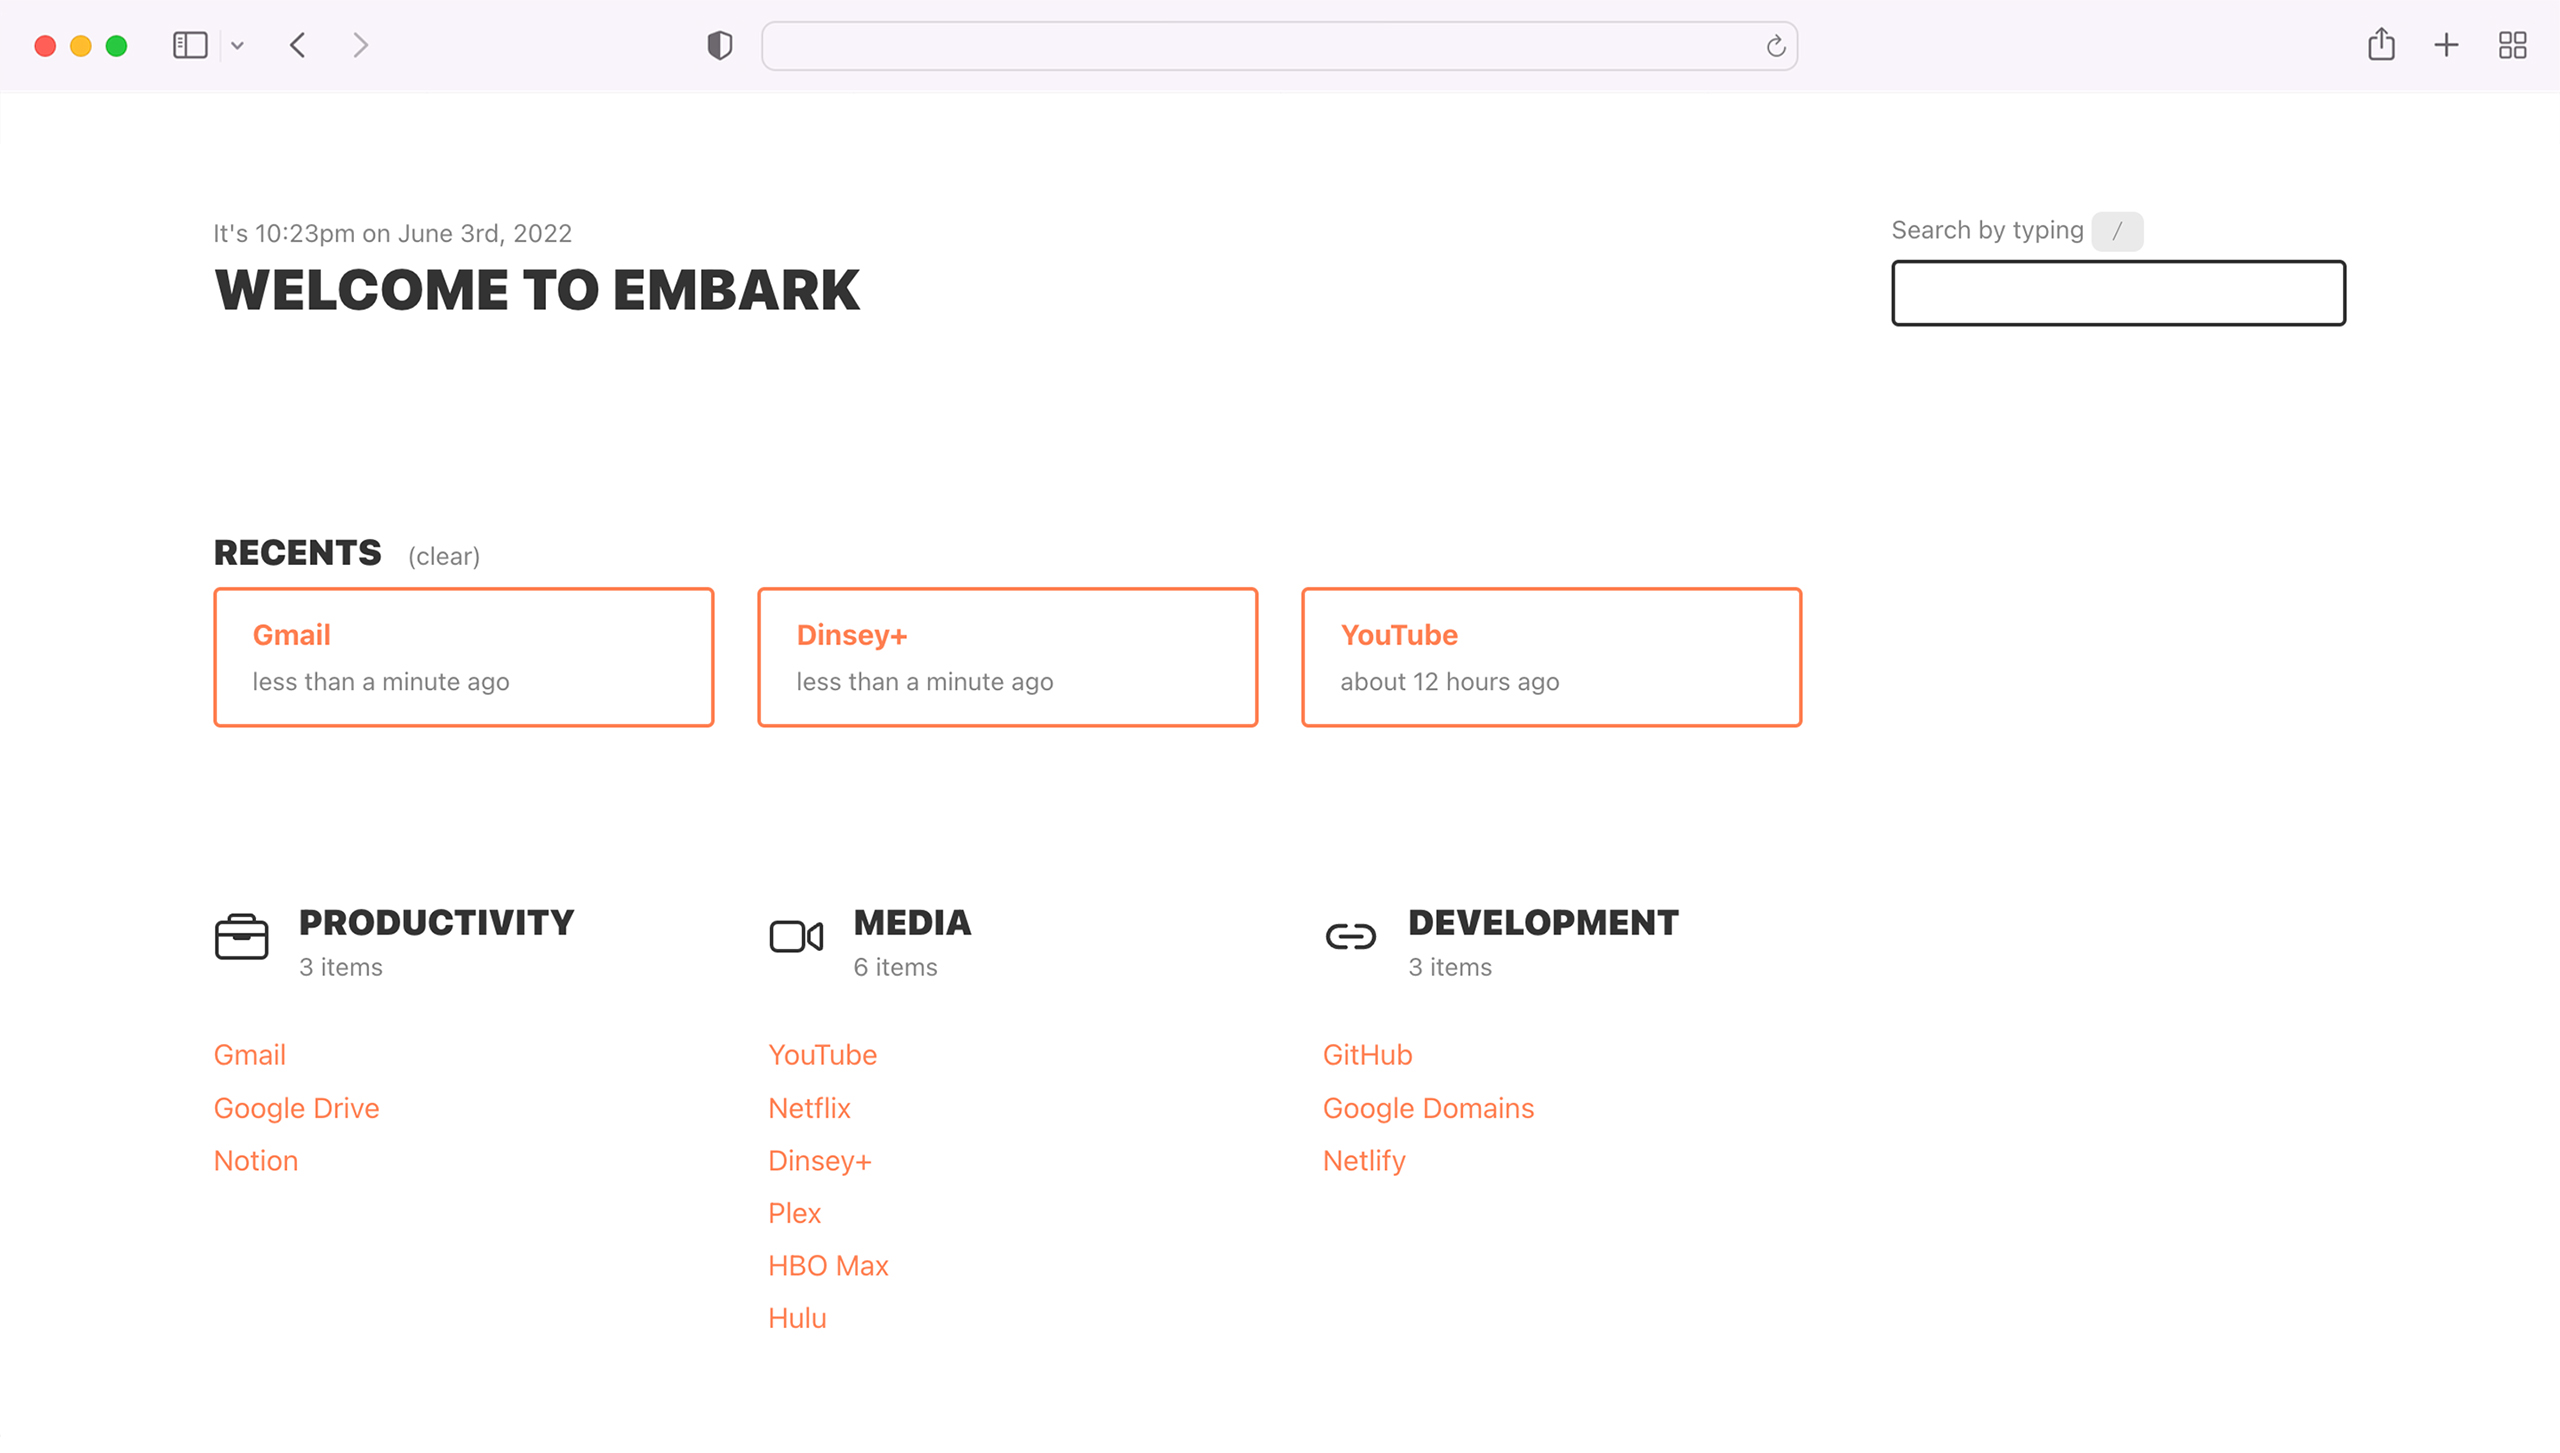 It's 10:23pm on June 3rd, 2022
WELCOME TO EMBARK
Search by typing /
RECENTS (clear)
Gmail
less than a minute ago
Dinsey+
less than a minute ago
YouTube
about 12 hours ago
PRODUCTIVITY
3 items
Gmail
Google Drive
Notion
MEDIA
6 items
YouTube
Netflix
Dinsey+
Plex
HBO Max
Hulu
DEVELOPMENT
3 items
GitHub
Google Domains
Netlify